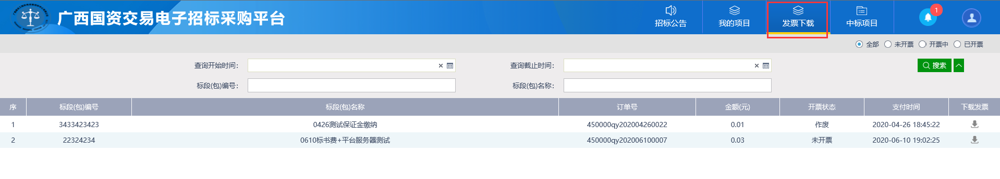 广西国资交易电子招标采购平台
招标公告 我的项目 发票下载 中标项目 1
全部 未开票 开票中 已开票
查询开始时间： 查询截止时间： 搜索
标段(包)编号： 标段(包)名称：
序 标段(包)编号 标段(包)名称 订单号 金额(元) 开票状态 支付时间 下载发票
1 3433423423 0426测试保证金缴纳 450000qy202004260022 0.01 作废 2020-04-26 18:45:22
2 22324234 0610标书费+平台服务器测试 450000qy202006100007 0.03 未开票 2020-06-10 19:02:25